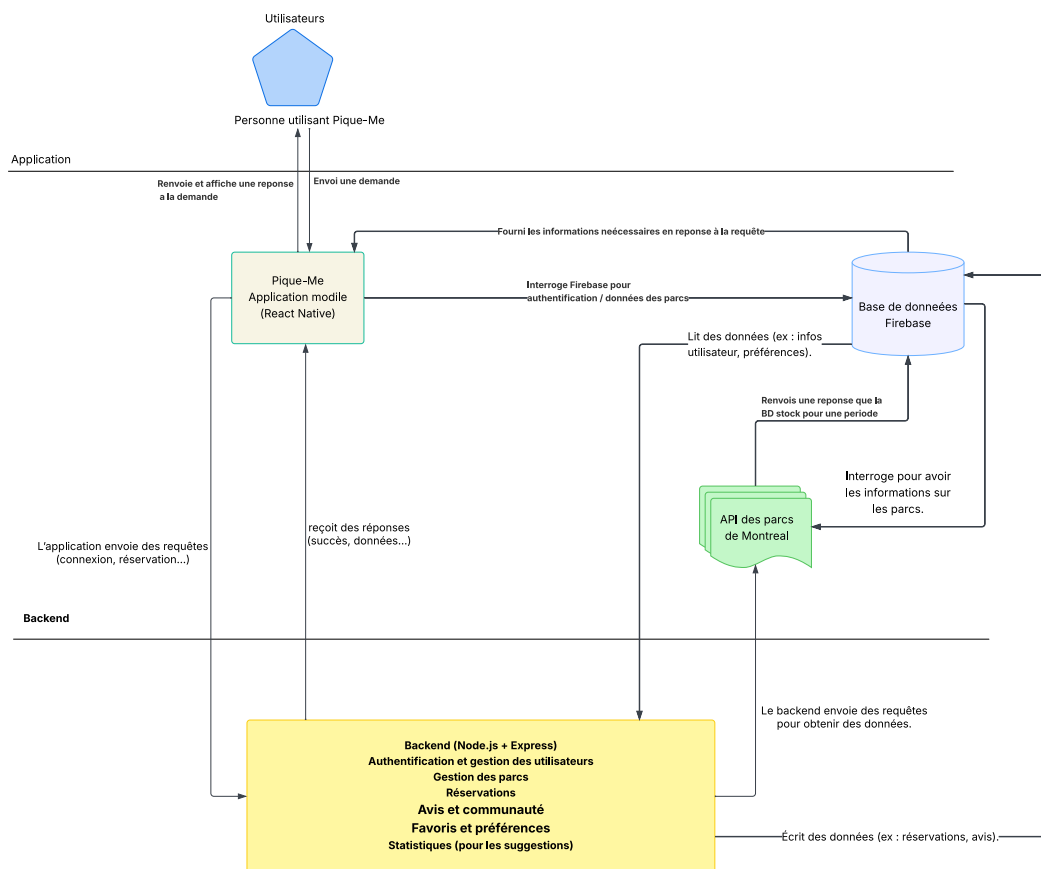 Utilisateurs
Personne utilisant Pique-Me
Application
Renvoie et affiche une reponse
a la demande
Envoi une demande
Fourni les informations neécessaires en reponse à la requête
Pique-Me
Application modile
(React Native)
Interroge Firebase pour
authentification / données des parcs
Base de donneées
Firebase
Lit des données (ex : infos
utilisateur, préférences).
Renvois une reponse que la
BD stock pour une periode
Interroge pour avoir
les informations sur
les parcs.
API des parcs
de Montreal
L'application envoie des requêtes
(connexion, réservation...)
reçoit des réponses
(succès, données...)
Backend
Le backend envoie des requêtes
pour obtenir des données.
Backend (Node.js + Express)
Authentification et gestion des utilisateurs
Gestion des parcs
Réservations
Avis et communauté
Favoris et préférences
Statistiques (pour les suggestions)
Écrit des données (ex : réservations, avis).